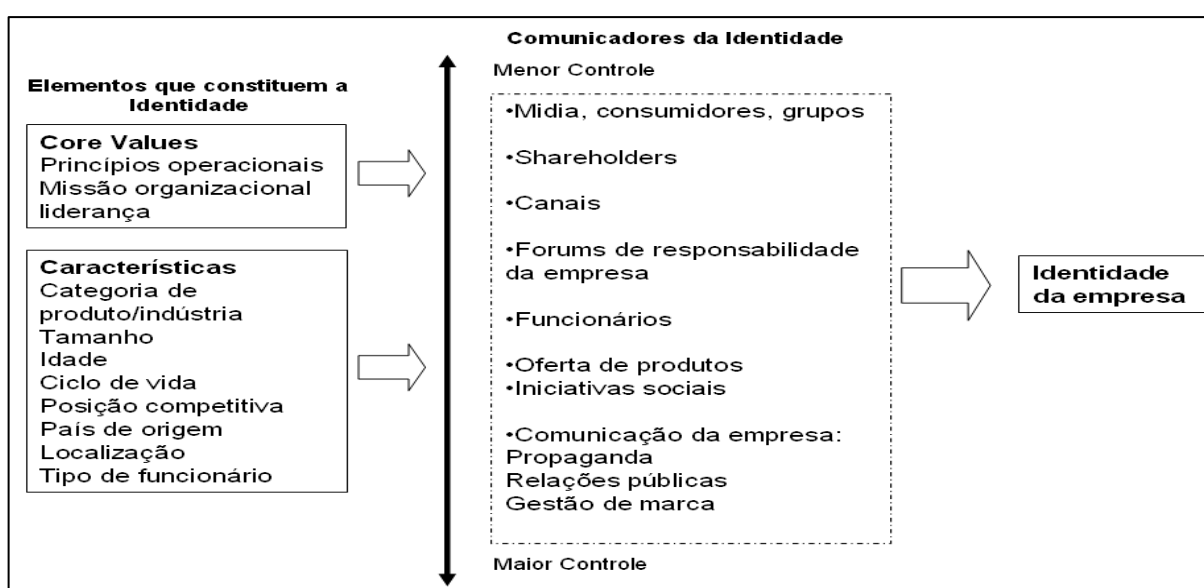 Elementos que constituem a
Identidade
Core Values
Princípios operacionais
Missão organizacional
liderança
Características
Categoria de
produto/indústria
Tamanho
Idade
Ciclo de vida
Posição competitiva
País de origem
Localização
Tipo de funcionário
Comunicadores da Identidade
Menor Controle
•Midia, consumidores, grupos
•Shareholders
•Canais
•Forums de responsabilidade
da empresa
•Funcionários
•Oferta de produtos
•Iniciativas sociais
•Comunicação da empresa:
Propaganda
Relações públicas
Gestão de marca
Maior Controle
Identidade
da empresa